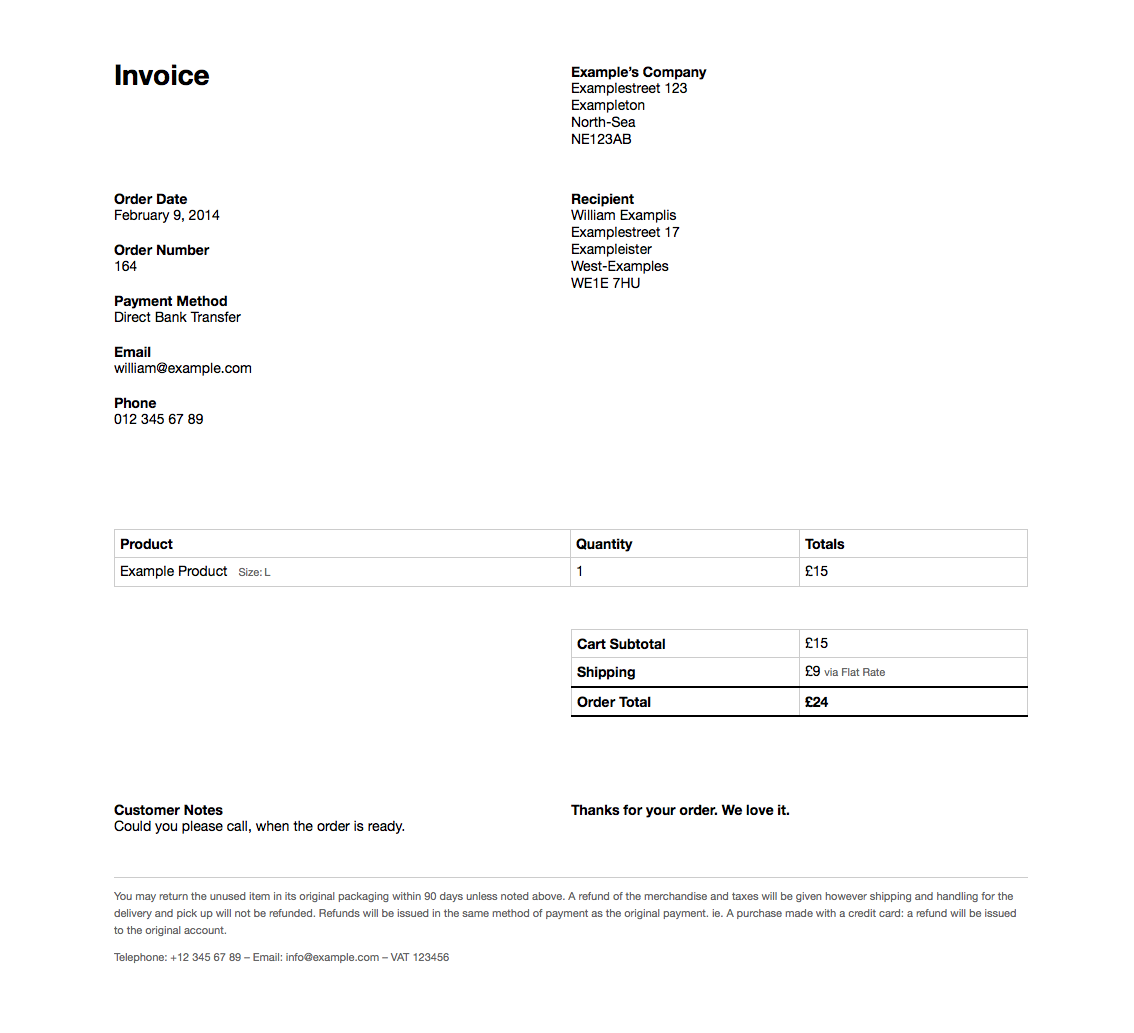 Invoice
Example’s Company
Examplestreet 123
Exampleton
North-Sea
NE123AB
Order Date
February 9, 2014
Order Number
164
Payment Method
Direct Bank Transfer
Email
william@example.com
Phone
012 345 67 89
Recipient
William Examplis
Examplestreet 17
Exampleister
West-Examples
WE1E 7HU
Product Quantity Totals
Example Product Size: L 1 £15
Cart Subtotal £15
Shipping £9 via Flat Rate
Order Total £24
Customer Notes
Could you please call, when the order is ready.
Thanks for your order. We love it.
You may return the unused item in its original packaging within 90 days unless noted above. A refund of the merchandise and taxes will be given however shipping and handling for the
delivery and pick up will not be refunded. Refunds will be issued in the same method of payment as the original payment. ie. A purchase made with a credit card: a refund will be issued
to the original account.
Telephone: +12 345 67 89 – Email: info@example.com – VAT 123456